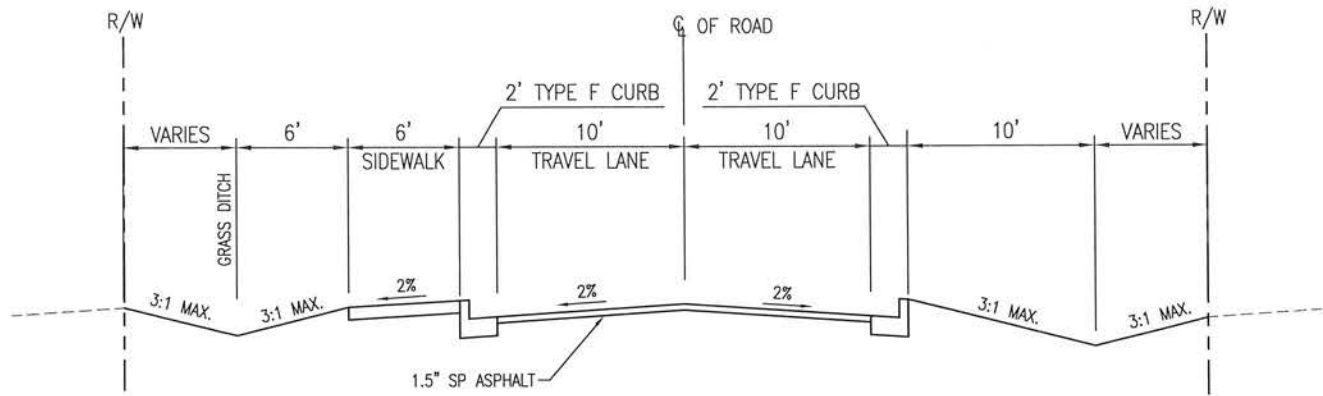 R/W
℄ OF ROAD
R/W
2' TYPE F CURB
2' TYPE F CURB
VARIES
6'
6'
SIDEWALK
10'
TRAVEL LANE
10'
TRAVEL LANE
10'
VARIES
GRASS DITCH
3:1 MAX.
3:1 MAX.
2%
2%
2%
3:1 MAX.
3:1 MAX.
1.5" SP ASPHALT